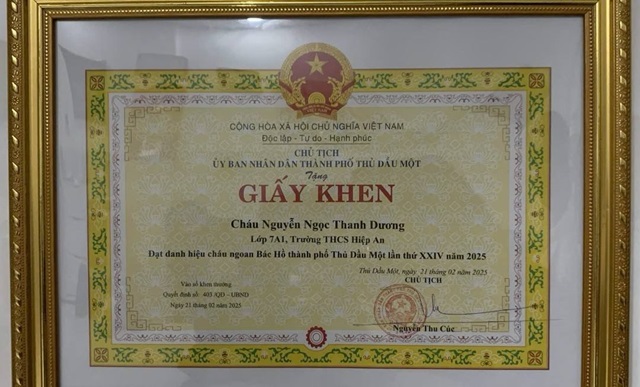 CỘNG HÒA XÃ HỘI CHỦ NGHĨA VIỆT NAM
Độc lập - Tự do - Hạnh phúc
CHỦ TỊCH
ỦY BAN NHÂN DÂN THÀNH PHỐ THỦ DẦU MỘT
Tặng
GIẤY KHEN
Cháu Nguyễn Ngọc Thanh Dương
Lớp 7A1, Trường THCS Hiệp An
Đạt danh hiệu cháu ngoan Bác Hồ thành phố Thủ Dầu Một lần thứ XXIV năm 2025
Thủ Dầu Một, ngày 21 tháng 02 năm 2025
CHỦ TỊCH
Vào sổ khen thưởng
Quyết định số: 405 /QĐ - UBND
Ngày 21 tháng 02 năm 2025
Nguyễn Thu Cúc